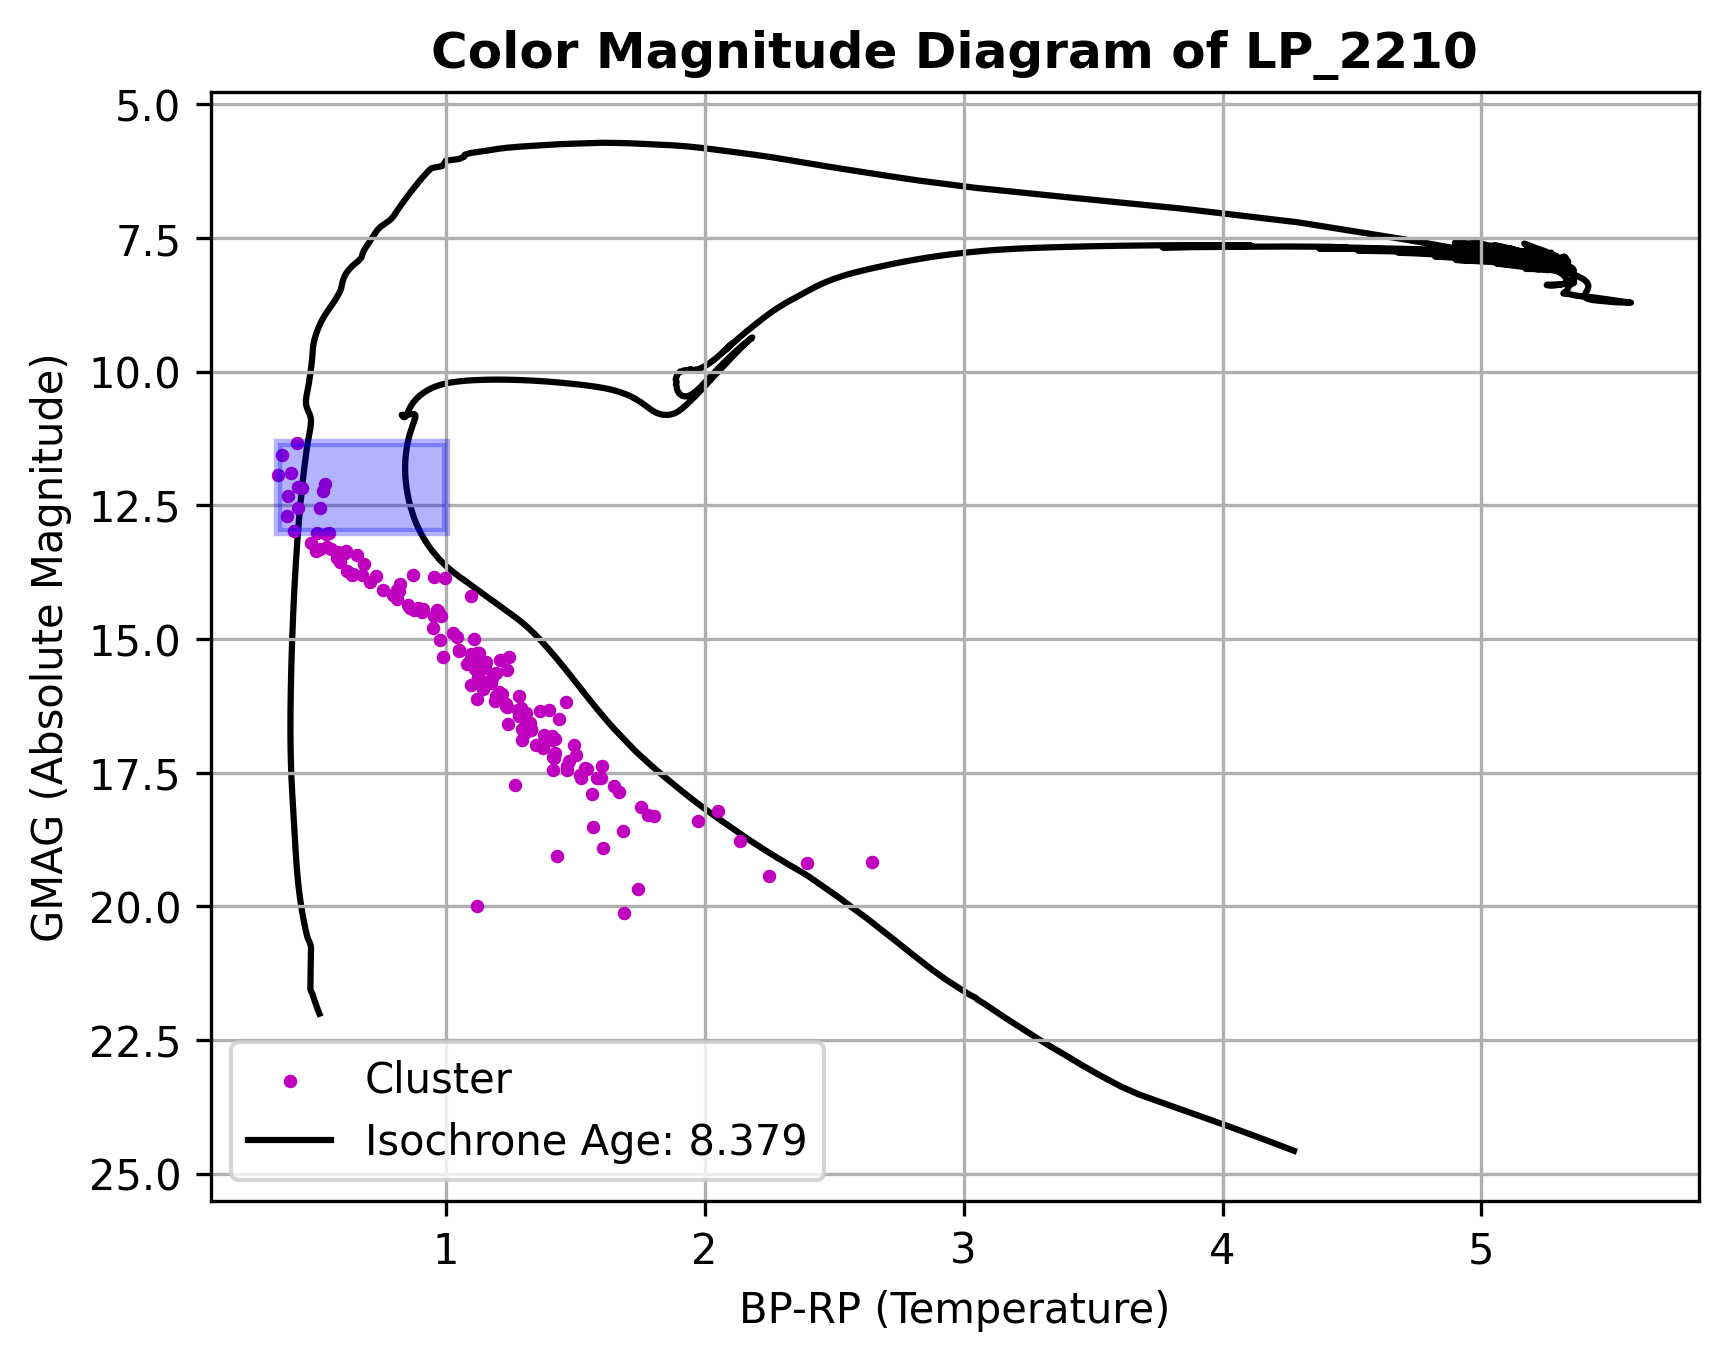 Color Magnitude Diagram of LP_2210
GMAG (Absolute Magnitude)
5.0
7.5
10.0
12.5
15.0
17.5
20.0
22.5
25.0
Cluster
Isochrone Age: 8.379
1 2 3 4 5
BP-RP (Temperature)